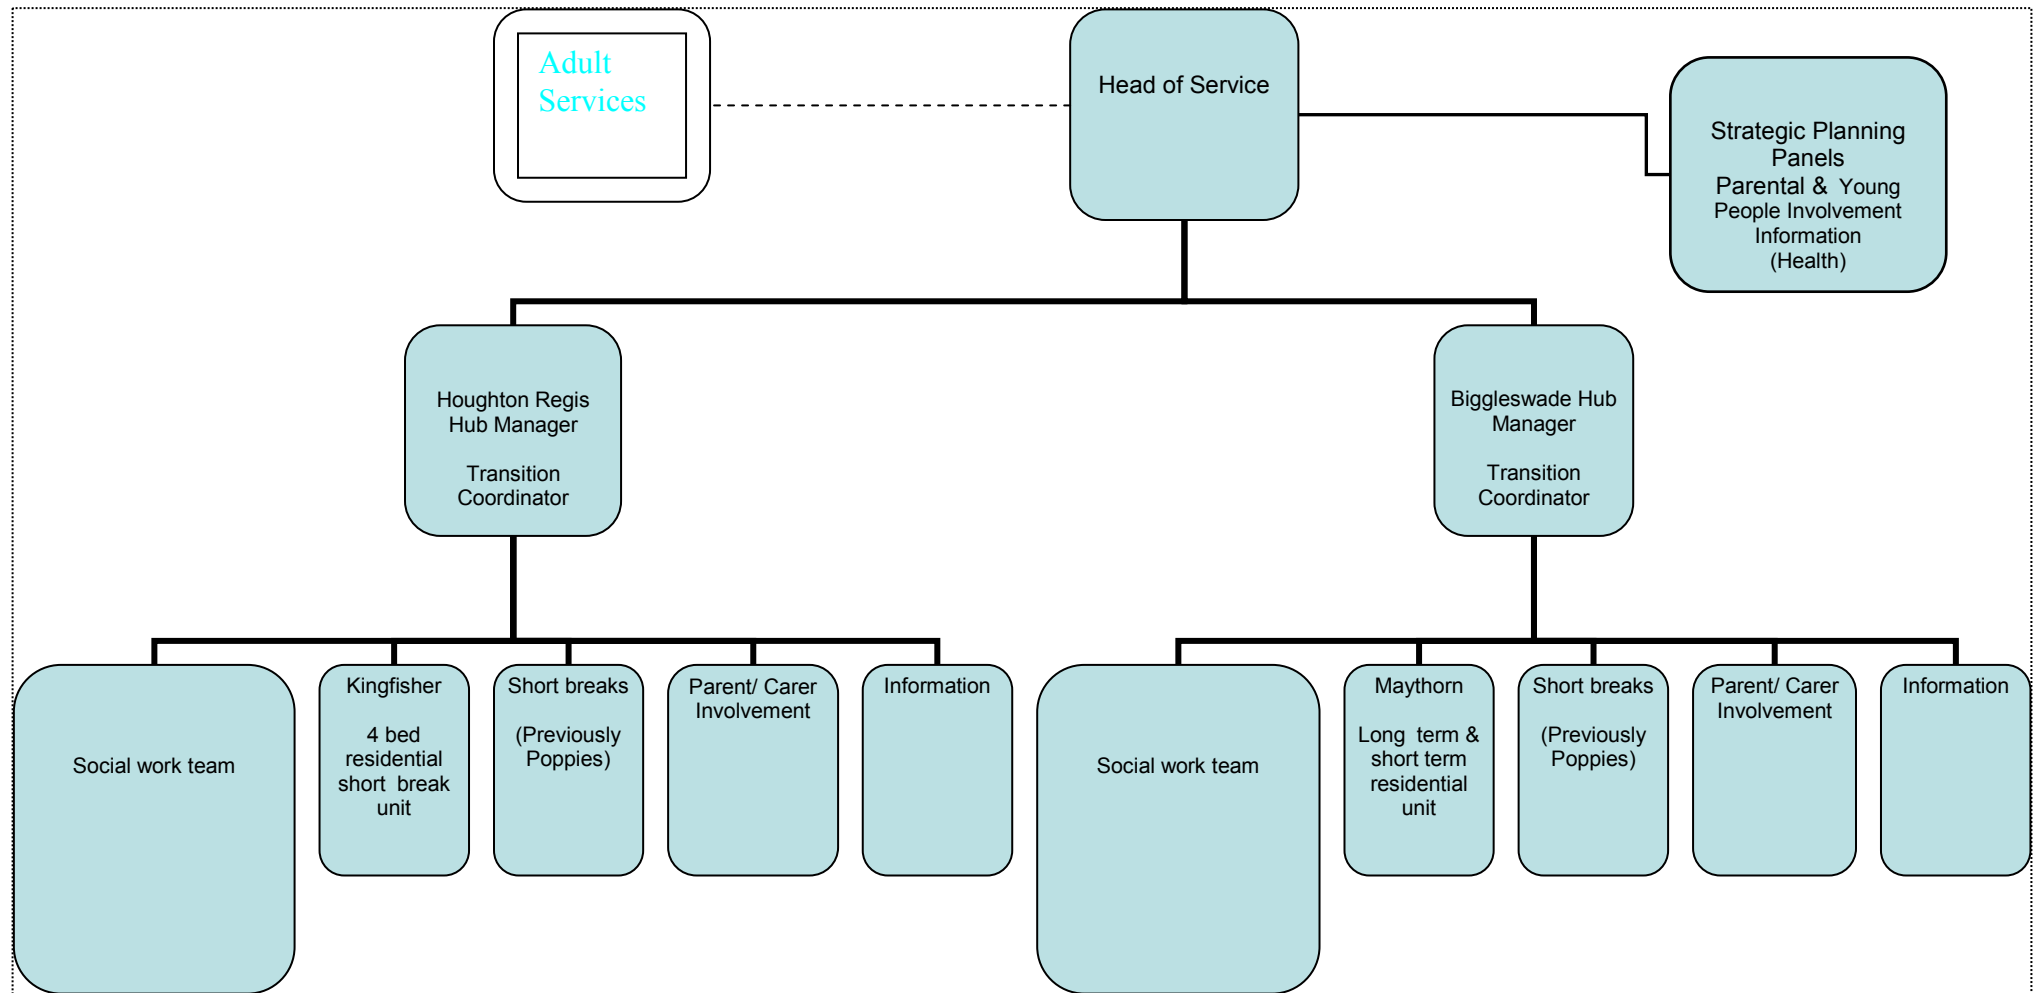 Adult
Services
Head of Service
Strategic Planning
Panels
Parental & Young
People Involvement
Information
(Health)
Houghton Regis
Hub Manager
Transition
Coordinator
Biggleswade Hub
Manager
Transition
Coordinator
Social work team
Kingfisher
4 bed
residential
short break
unit
Short breaks
(Previously
Poppies)
Parent/ Carer
Involvement
Information
Social work team
Maythorn
Long term &
short term
residential
unit
Short breaks
(Previously
Poppies)
Parent/ Carer
Involvement
Information